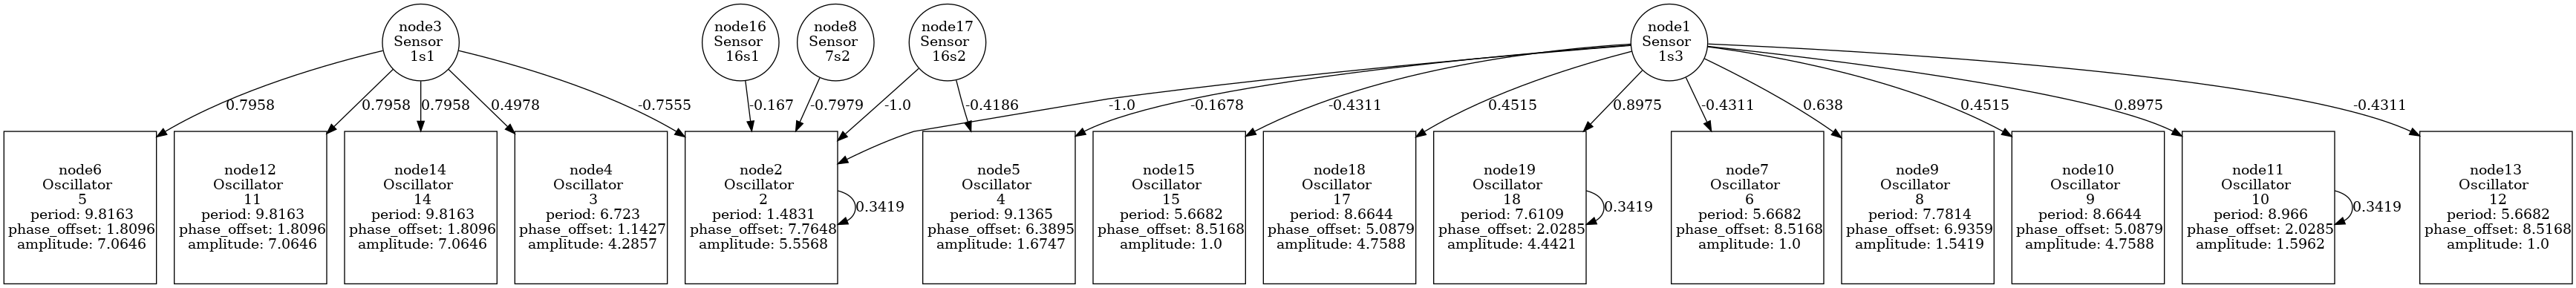 node3
Sensor
1s1
node16
Sensor
16s1
node8
Sensor
7s2
node17
Sensor
16s2
node1
Sensor
1s3
0.7958
0.7958
0.7958
0.4978
-0.7555
-0.167
-0.7979
-1.0
-0.4186
-1.0
-0.1678
-0.4311
0.4515
0.8975
-0.4311
0.638
0.4515
0.8975
-0.4311
node6
Oscillator
5
period: 9.8163
phase_offset: 1.8096
amplitude: 7.0646
node12
Oscillator
11
period: 9.8163
phase_offset: 1.8096
amplitude: 7.0646
node14
Oscillator
14
period: 9.8163
phase_offset: 1.8096
amplitude: 7.0646
node4
Oscillator
3
period: 6.723
phase_offset: 1.1427
amplitude: 4.2857
node2
Oscillator
2
period: 1.4831
phase_offset: 7.7648
amplitude: 5.5568
0.3419
node5
Oscillator
4
period: 9.1365
phase_offset: 6.3895
amplitude: 1.6747
node15
Oscillator
15
period: 5.6682
phase_offset: 8.5168
amplitude: 1.0
node18
Oscillator
17
period: 8.6644
phase_offset: 5.0879
amplitude: 4.7588
node19
Oscillator
18
period: 7.6109
phase_offset: 2.0285
amplitude: 4.4421
0.3419
node7
Oscillator
6
period: 5.6682
phase_offset: 8.5168
amplitude: 1.0
node9
Oscillator
8
period: 7.7814
phase_offset: 6.9359
amplitude: 1.5419
node10
Oscillator
9
period: 8.6644
phase_offset: 5.0879
amplitude: 4.7588
node11
Oscillator
10
period: 8.966
phase_offset: 2.0285
amplitude: 1.5962
0.3419
node13
Oscillator
12
period: 5.6682
phase_offset: 8.5168
amplitude: 1.0